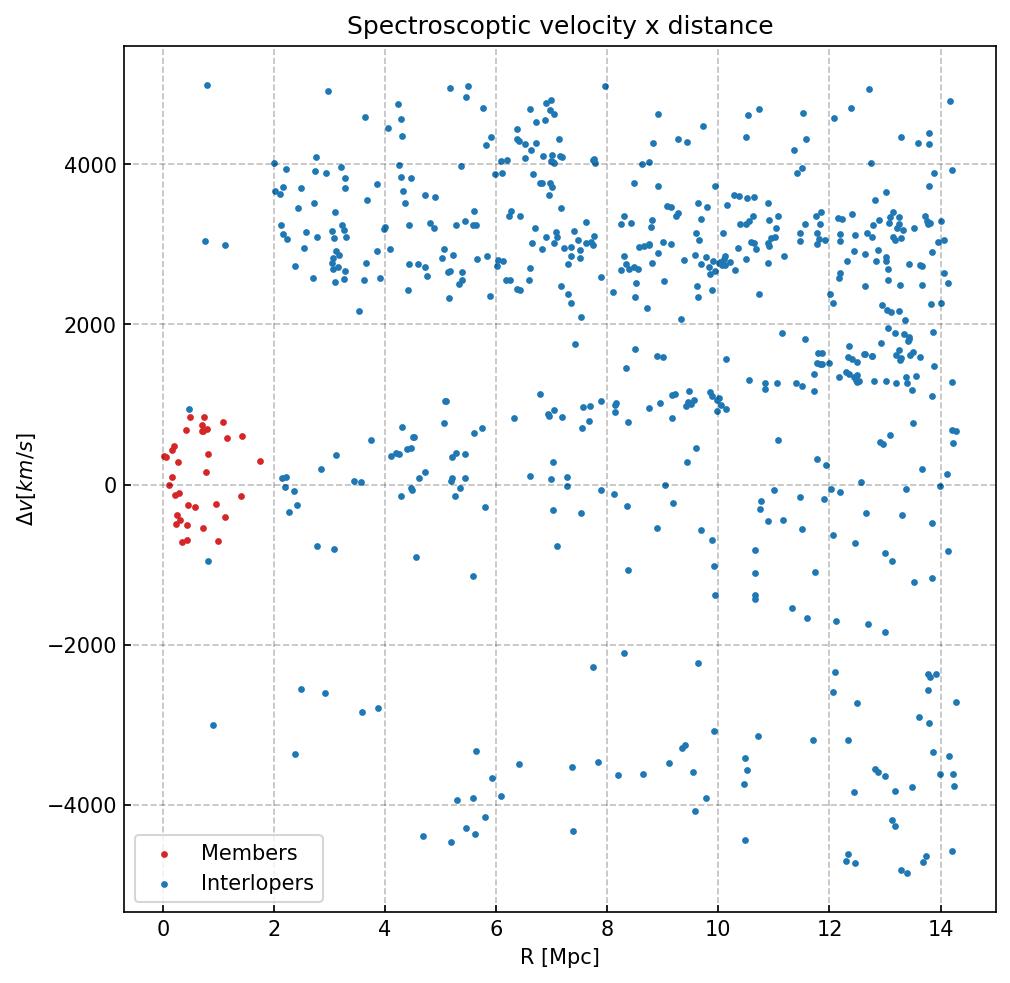 Spectroscoptic velocity x distance
4000
2000
0
−2000
−4000
Δv[km/s]
Members
Interlopers
0 2 4 6 8 10 12 14
R [Mpc]